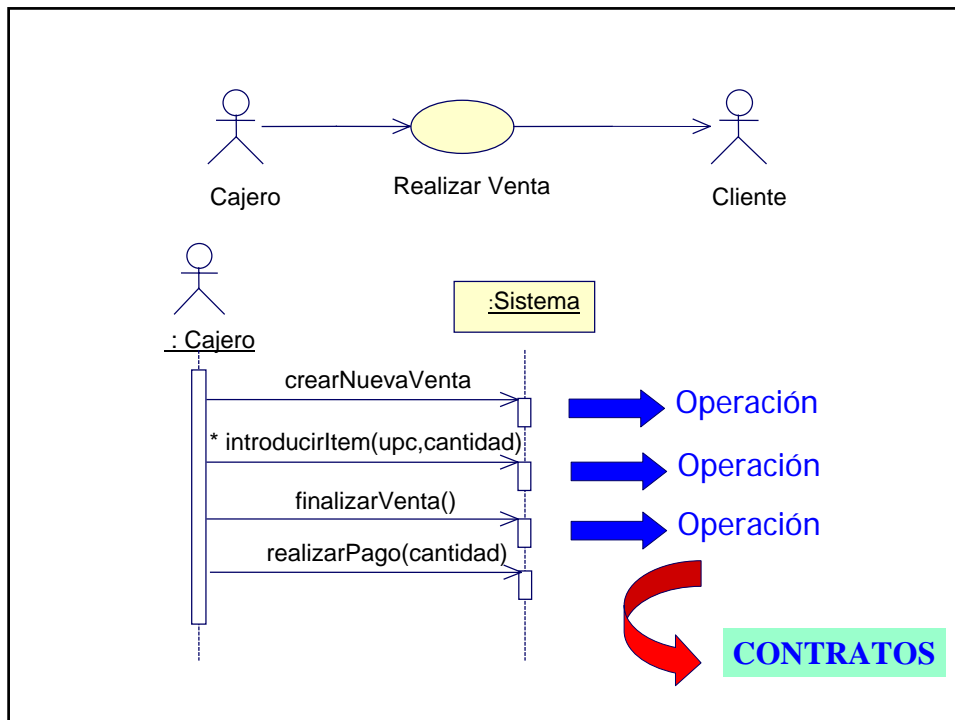 Cajero
Realizar Venta
Cliente
: Cajero
:Sistema
crearNuevaVenta
Operación
* introducirItem(upc,cantidad)
Operación
finalizarVenta()
Operación
realizarPago(cantidad)
CONTRATOS